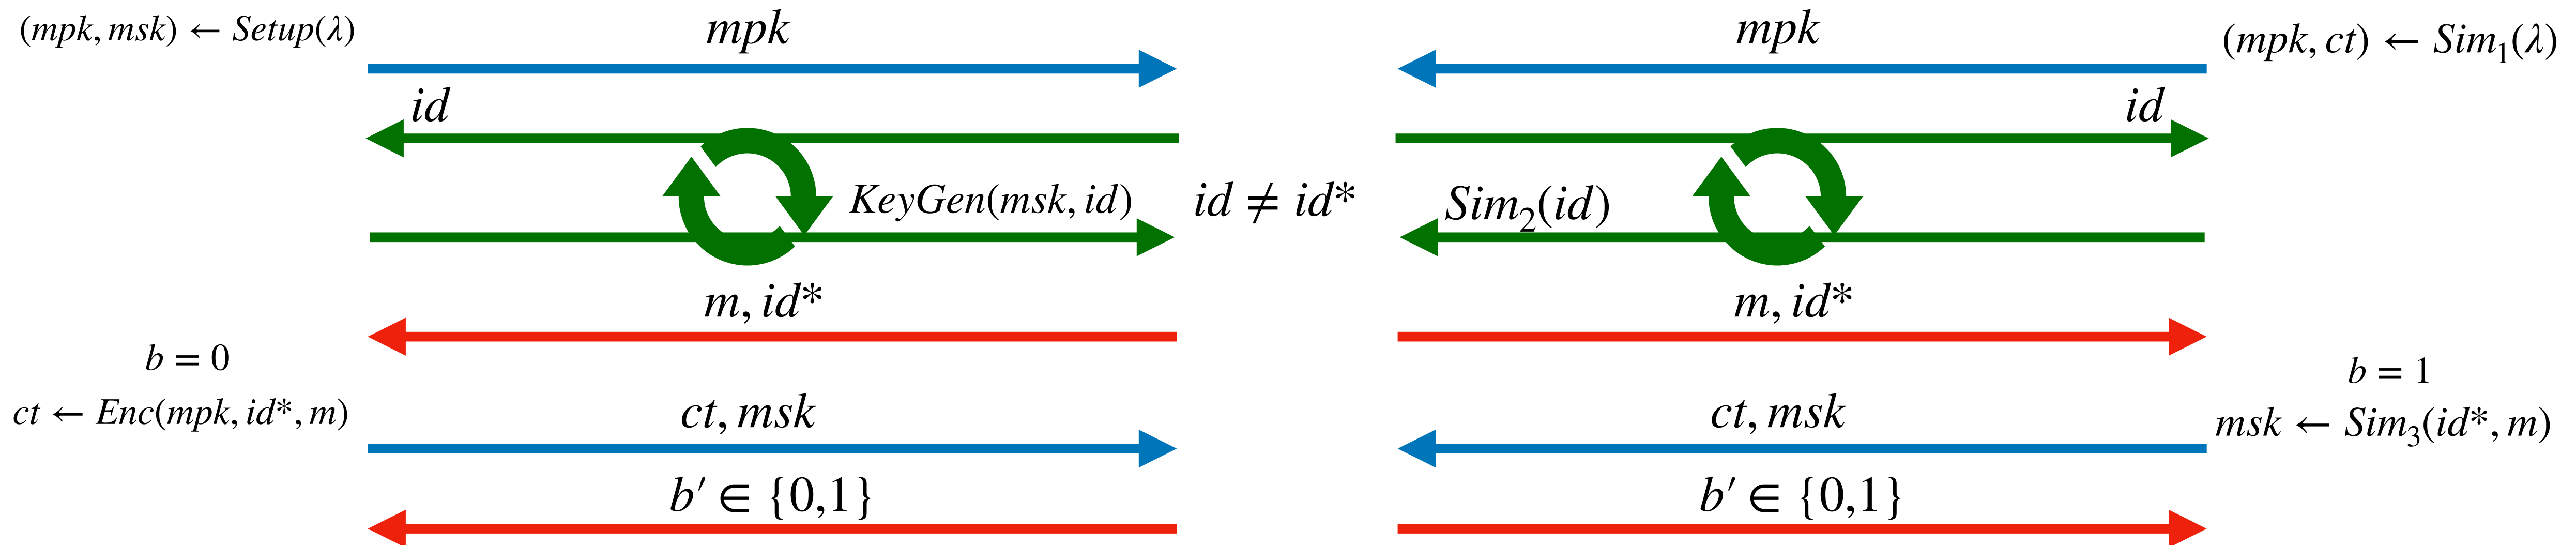 (mpk, msk) ← Setup(λ)
mpk
mpk
(mpk, ct) ← Sim₁(λ)
id
id
KeyGen(msk, id)
id ≠ id*
Sim₂(id)
m, id*
m, id*
b = 0
b = 1
ct ← Enc(mpk, id*, m)
ct, msk
ct, msk
msk ← Sim₃(id*, m)
b′ ∈ {0,1}
b′ ∈ {0,1}